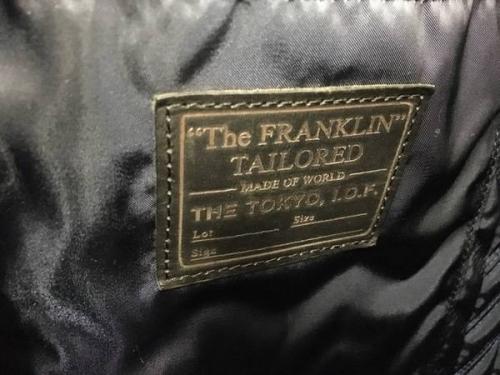 "The FRANKLIN"
TAILORED
MADE OF WORLD
THE TOKYO, I.O.F.
Lot Size
Sign